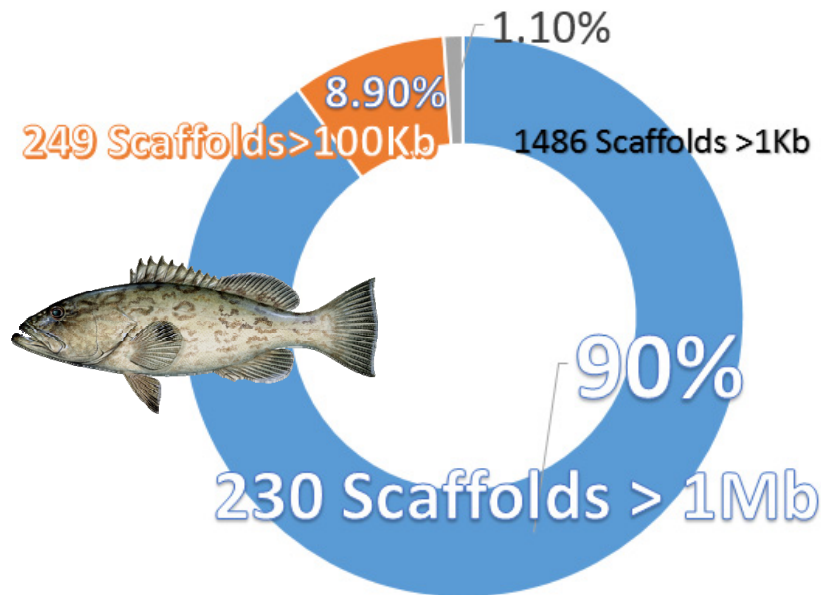 1.10%
8.90%
249 Scaffolds>100Kb
1486 Scaffolds >1Kb
90%
230 Scaffolds > 1Mb